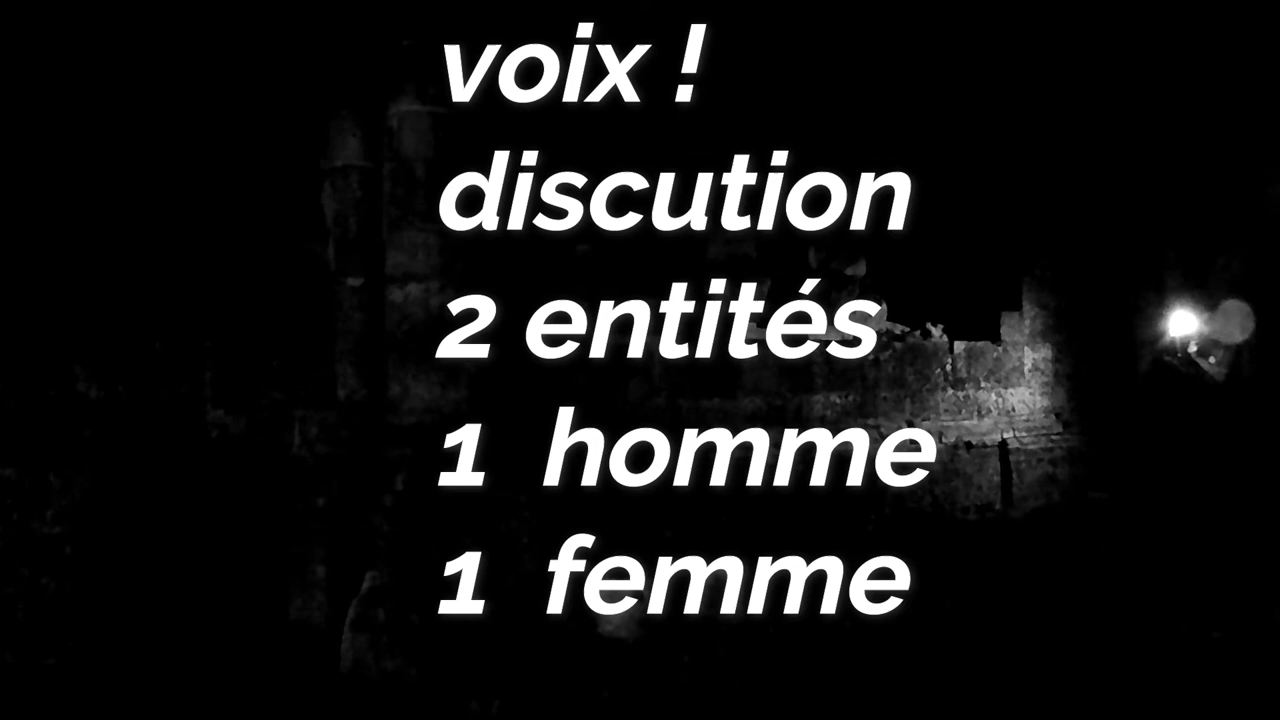 voix !
discution
2 entités
1 homme
1 femme